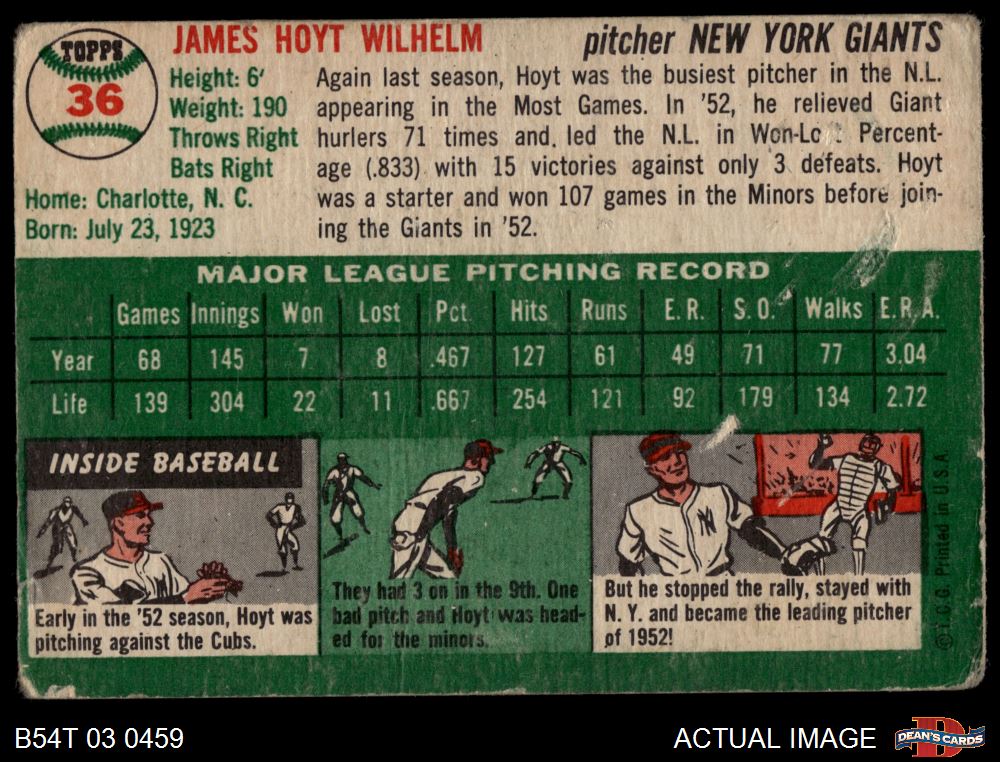 TOPPS
36
JAMES HOYT WILHELM
pitcher NEW YORK GIANTS
Height: 6'
Weight: 190
Throws Right
Bats Right
Home: Charlotte, N. C.
Born: July 23, 1923
Again last season, Hoyt was the busiest pitcher in the N.L.
appearing in the Most Games. In '52, he relieved Giant
hurlers 71 times and led the N.L. in Percent-
age (.833) with 15 victories against only 3 defeats. Hoyt
was a starter and won 107 games in the Minors before join-
ing the Giants in '52.
MAJOR LEAGUE PITCHING RECORD
Games Innings Won Lost Pct. Hits Runs E. R. S. O. Walks E.R.A.
Year 68 145 7 8 .467 127 61 49 71 77 3.04
Life 139 304 22 11 .667 254 121 92 179 134 2.72
INSIDE BASEBALL
Early in the '52 season, Hoyt was
pitching against the Cubs.
They had 3 on in the 9th. One
bad pitch and Hoyt was head-
ed for the minors.
NY
But he stopped the rally, stayed with
N. Y. and became the leading pitcher
of 1952!
© T.C.G. Printed in U.S.A.
B54T 03 0459
ACTUAL IMAGE
DEAN'S CARDS